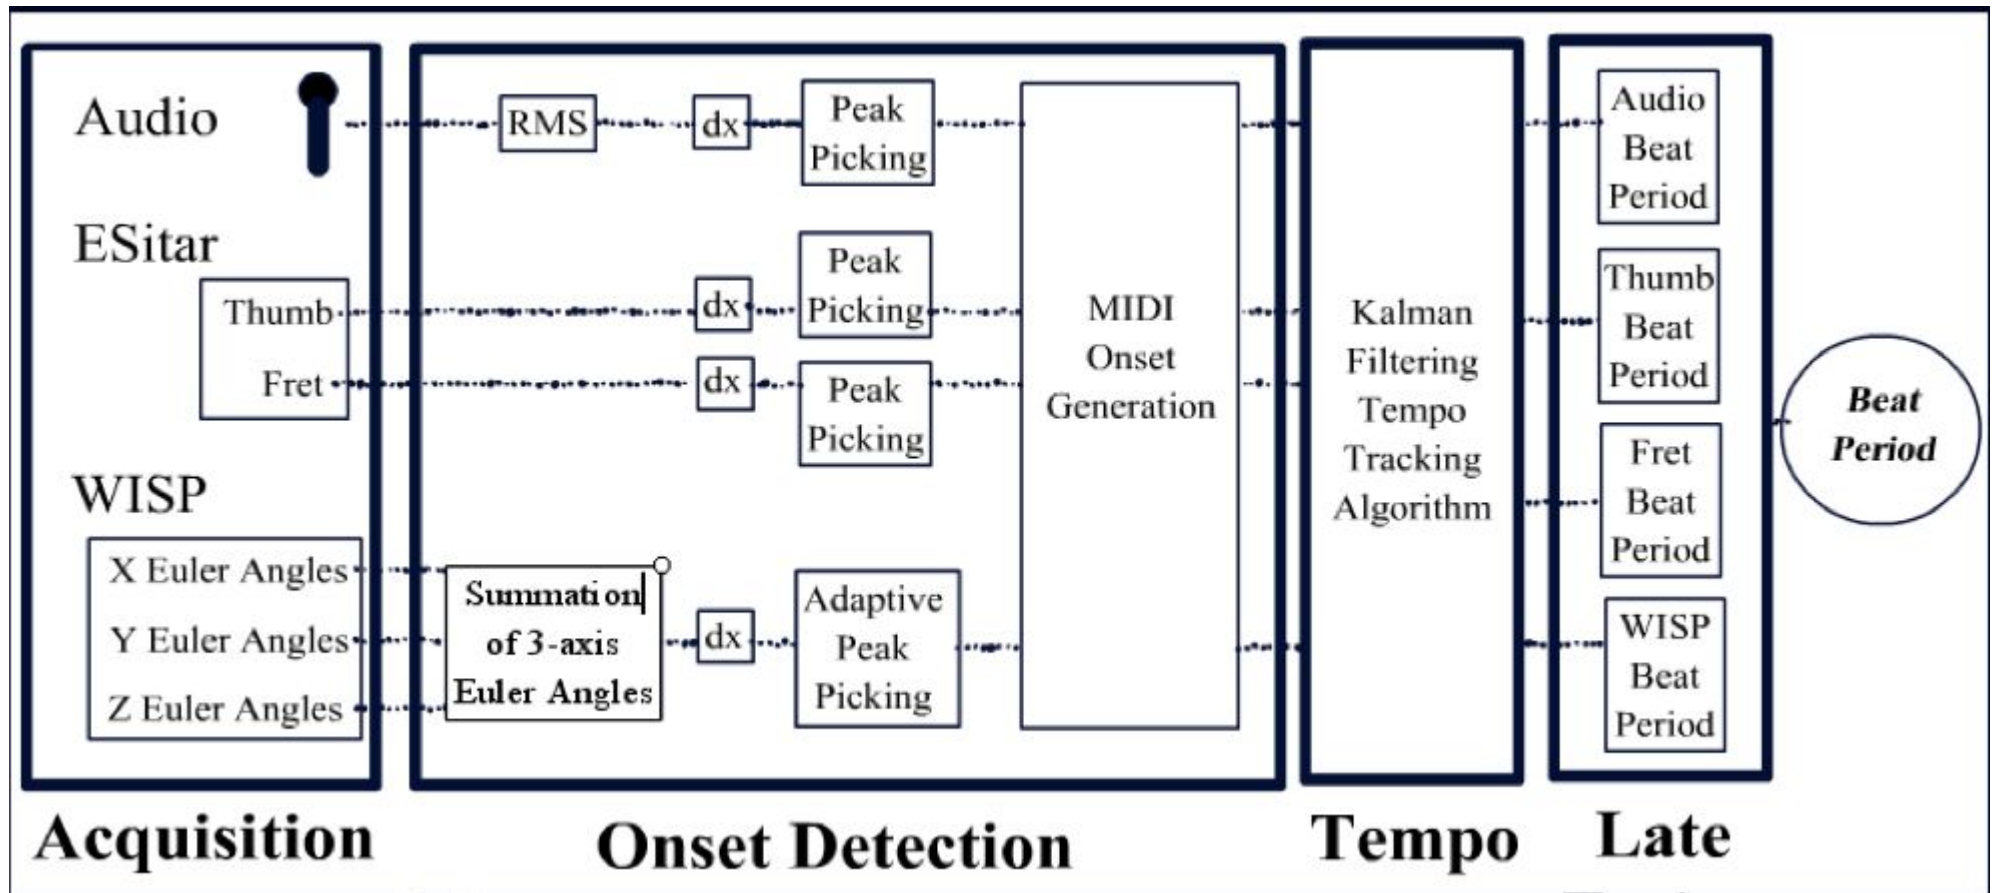 Audio
RMS
dx
Peak
Picking
ESitar
Thumb
Fret
dx
Peak
Picking
dx
Peak
Picking
WISP
X Euler Angles
Y Euler Angles
Z Euler Angles
Summation
of 3-axis
Euler Angles
dx
Adaptive
Peak
Picking
MIDI
Onset
Generation
Kalman
Filtering
Tempo
Tracking
Algorithm
Audio
Beat
Period
Thumb
Beat
Period
Fret
Beat
Period
WISP
Beat
Period
Beat
Period
Acquisition
Onset Detection
Tempo
Late